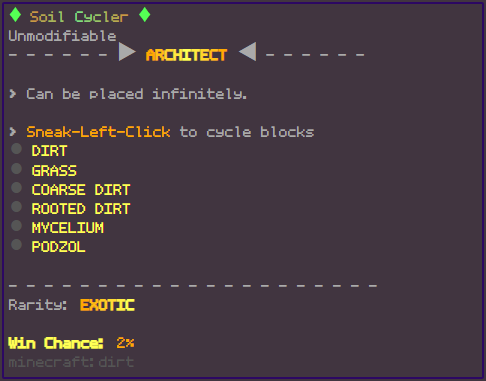 ♦ Soil Cycler ♦
Unmodifiable
- - - - - - ▶ ARCHITECT ◀ - - - - - -
> Can be placed infinitely.
> Sneak-Left-Click to cycle blocks
● DIRT
● GRASS
● COARSE DIRT
● ROOTED DIRT
● MYCELIUM
● PODZOL
- - - - - - - - - - - - - - - - - - - - -
Rarity: EXOTIC
Win Chance: 2%
minecraft:dirt